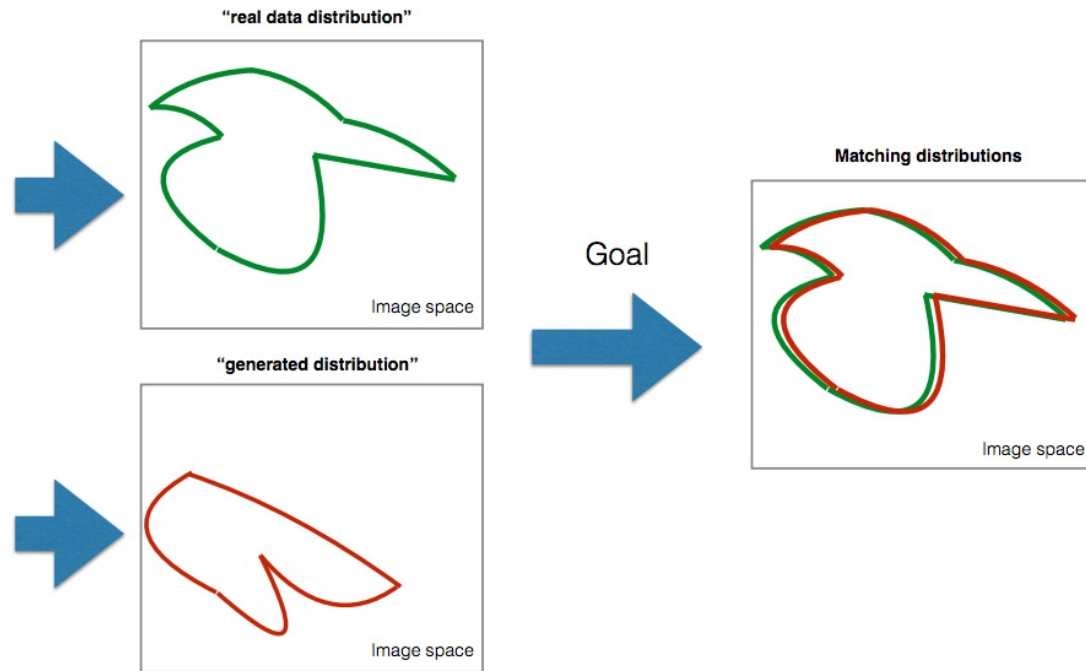 “real data distribution”
Image space
“generated distribution”
Image space
Goal
Matching distributions
Image space